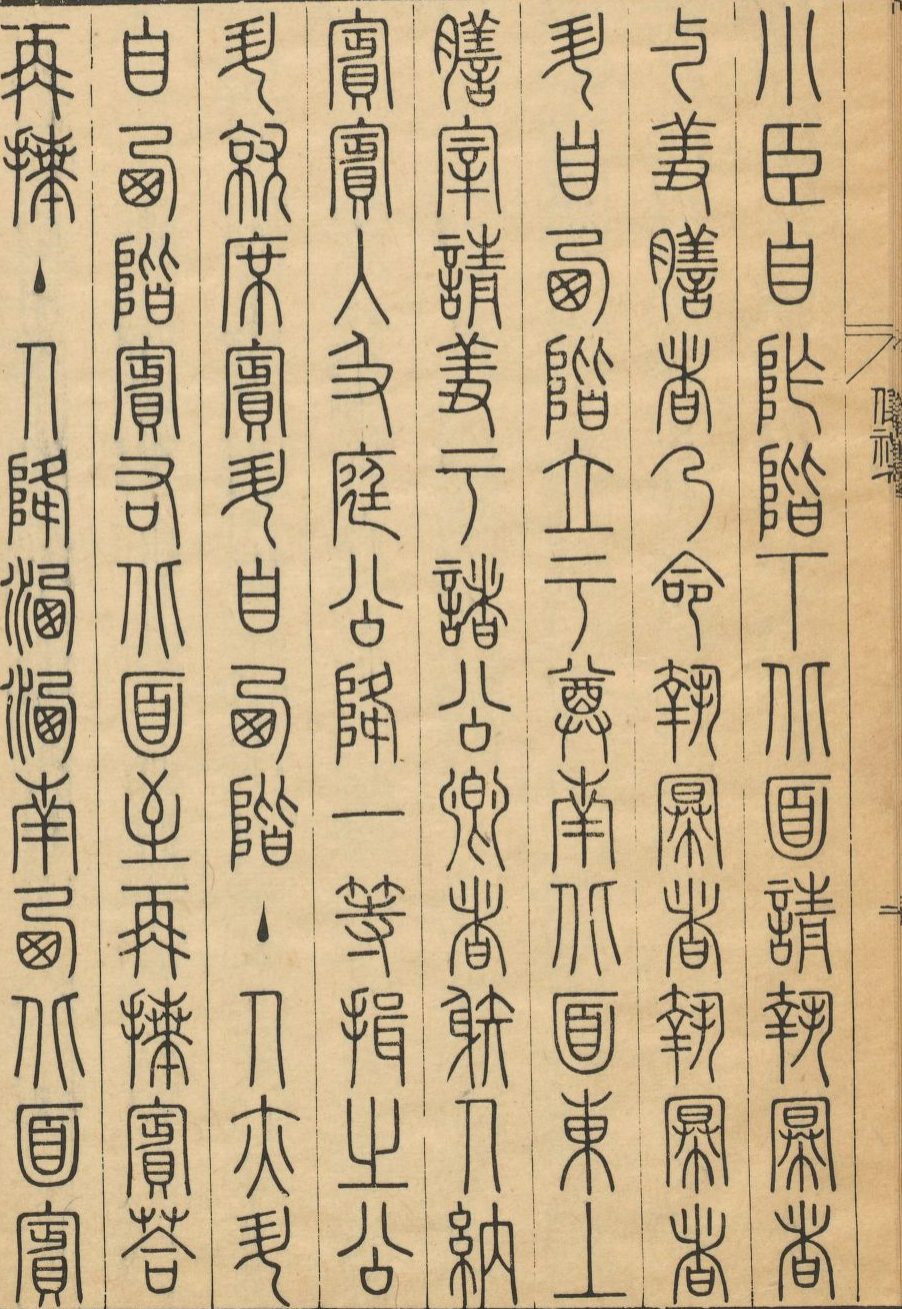 小臣自阼階下北面請執冪者
与羞膳者乃命執冪者執冪者
升自西階立于尊南北面東上
膳宰請羞于諸公卿者射人納
賓賓入及庭公降一等揖之公
升就席賓升自西階主人亦升
自西階賓右北面至再拜賓荅
再拜主人降洗洗南西北面賓